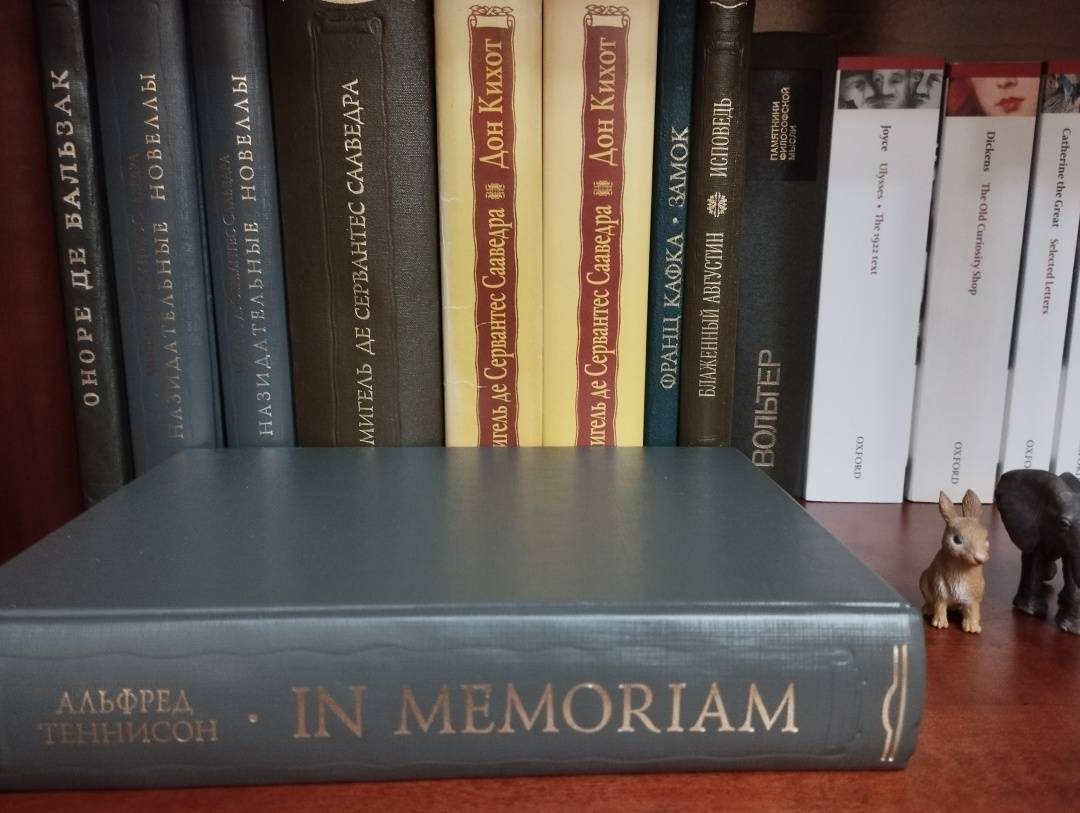 ОНОРЕ ДЕ БАЛЬЗАК
НАЗИДАТЕЛЬНЫЕ НОВЕЛЛЫ
НАЗИДАТЕЛЬНЫЕ НОВЕЛЛЫ
МИГЕЛЬ ДЕ СЕРВАНТЕС СААВЕДРА
игель де Сервантес Сааведра Дон Кихот
игель де Сервантес Сааведра Дон Кихот
ФРАНЦ КАФКА • ЗАМОК
БЛАЖЕННЫЙ АВГУСТИН ИСПОВЕДЬ
ПАМЯТНИКИ
ФИЛОСОФСКОЙ
МЫСЛИ
ВОЛЬТЕР
Joyce Ulysses • The 1922 text
OXFORD
Dickens The Old Curiosity Shop
OXFORD
Catherine the Great Selected Letters
OXFORD
АЛЬФРЕД
ТЕННИСОН • IN MEMORIAM